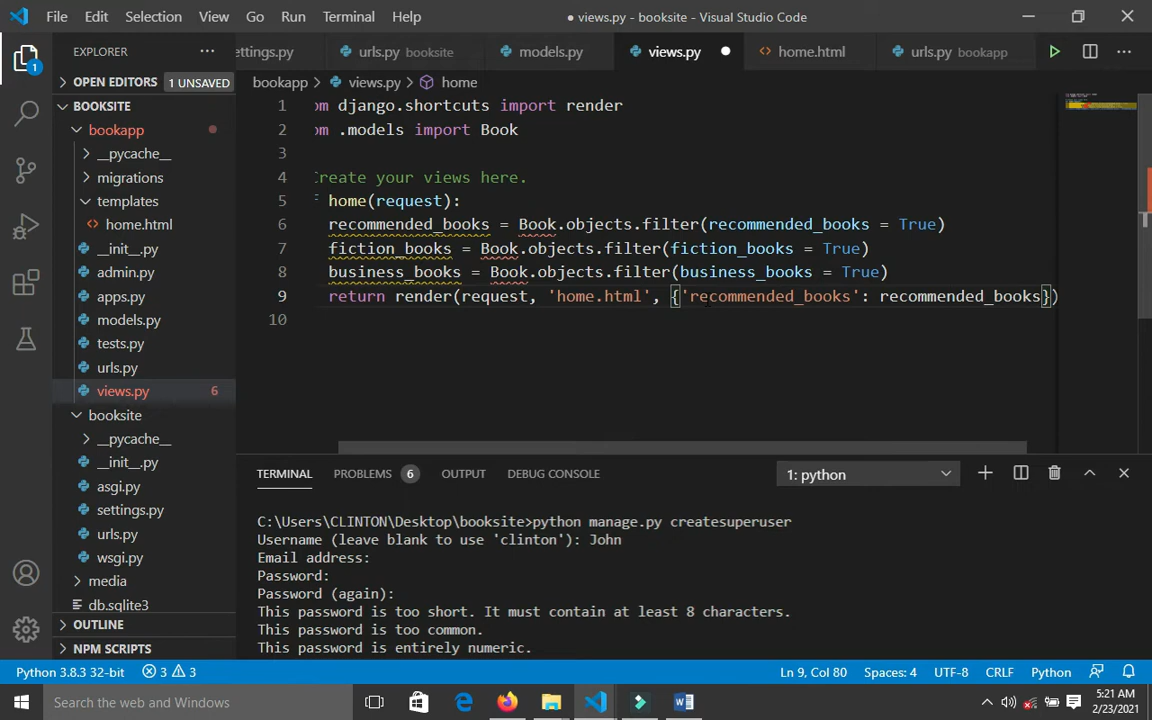 File Edit Selection View Go Run Terminal Help ● views.py - booksite - Visual Studio Code
EXPLORER ettings.py urls.py booksite models.py views.py home.html urls.py bookapp
OPEN EDITORS 1 UNSAVED
bookapp > views.py > home
BOOKSITE
bookapp
__pycache__
migrations
templates
home.html
__init__.py
admin.py
apps.py
models.py
tests.py
urls.py
views.py 6
booksite
__pycache__
__init__.py
asgi.py
settings.py
urls.py
wsgi.py
media
db.sqlite3
OUTLINE
NPM SCRIPTS
1 om django.shortcuts import render
2 om .models import Book
3
4 Create your views here.
5 f home(request):
6 recommended_books = Book.objects.filter(recommended_books = True)
7 fiction_books = Book.objects.filter(fiction_books = True)
8 business_books = Book.objects.filter(business_books = True)
9 return render(request, 'home.html', {'recommended_books': recommended_books})
10
TERMINAL PROBLEMS 6 OUTPUT DEBUG CONSOLE 1: python
C:\Users\CLINTON\Desktop\booksite>python manage.py createsuperuser
Username (leave blank to use 'clinton'): John
Email address:
Password:
Password (again):
This password is too short. It must contain at least 8 characters.
This password is too common.
This password is entirely numeric.
1
Python 3.8.3 32-bit 3 3 Ln 9, Col 80 Spaces: 4 UTF-8 CRLF Python
Search the web and Windows
5:21 AM
2/23/2021